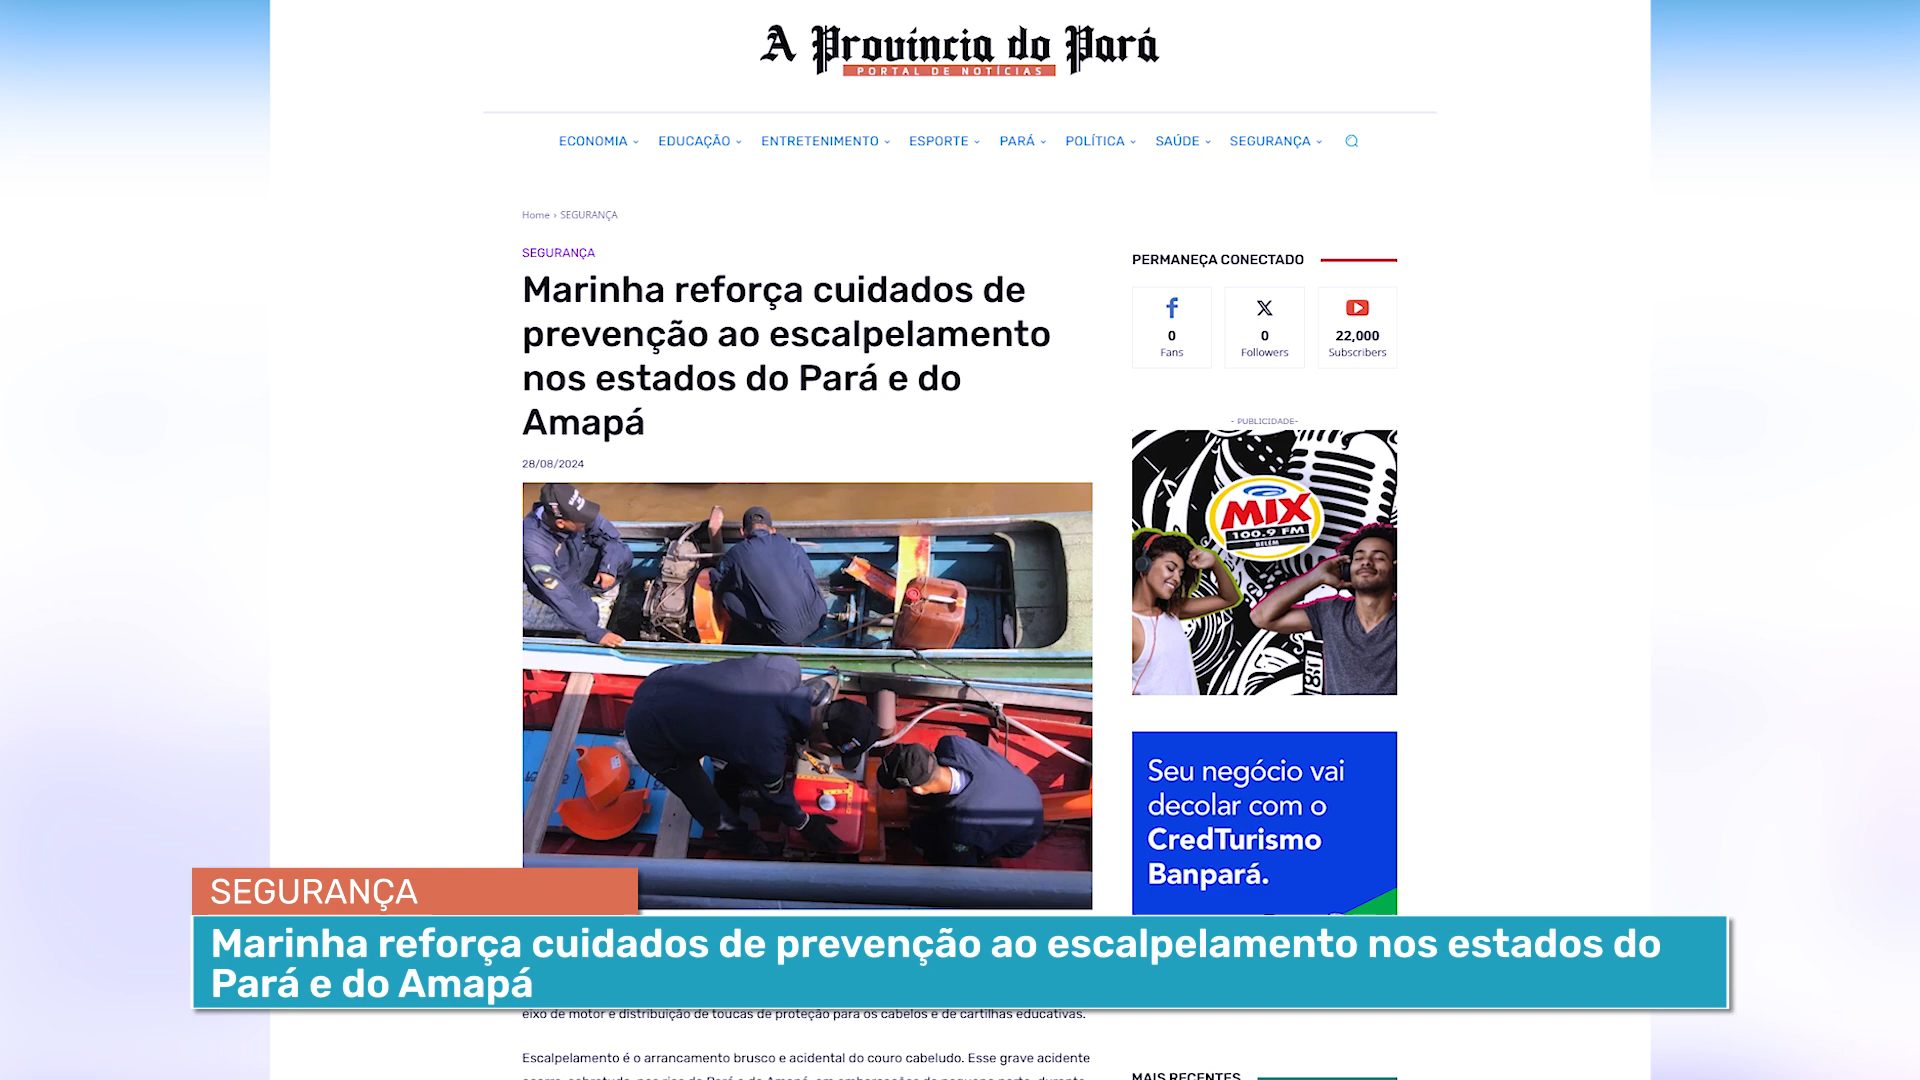 A Província do Pará
PORTAL DE NOTÍCIAS
ECONOMIA EDUCAÇÃO ENTRETENIMENTO ESPORTE PARÁ POLÍTICA SAÚDE SEGURANÇA
Home › SEGURANÇA
SEGURANÇA
Marinha reforça cuidados de
prevenção ao escalpelamento
nos estados do Pará e do
Amapá
28/08/2024
PERMANEÇA CONECTADO
0
Fans
0
Followers
22,000
Subscribers
- PUBLICIDADE-
MIX
100.9 FM
BELÉM
Seu negócio vai
decolar com o
CredTurismo
Banpará.
SEGURANÇA
Marinha reforça cuidados de prevenção ao escalpelamento nos estados do
Pará e do Amapá
eixo de motor e distribuição de toucas de proteção para os cabelos e de cartilhas educativas.
Escalpelamento é o arrancamento brusco e acidental do couro cabeludo. Esse grave acidente
MAIS RECENTES